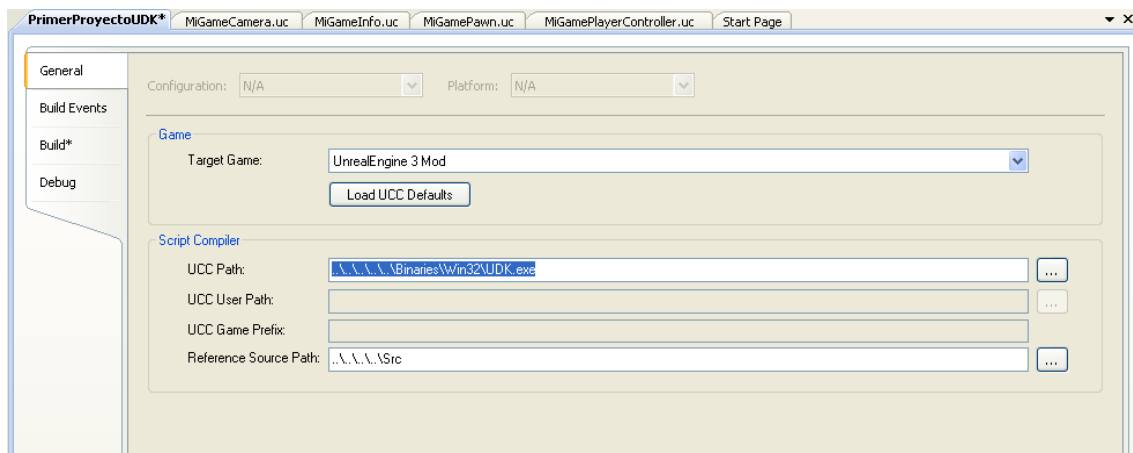 PrimerProyectoUDK* MiGameCamera.uc MiGameInfo.uc MiGamePawn.uc MiGamePlayerController.uc Start Page
General
Build Events
Build*
Debug
Configuration: N/A Platform: N/A
Game
Target Game: UnrealEngine 3 Mod
Load UCC Defaults
Script Compiler
UCC Path: ..\..\..\..\..\Binaries\Win32\UDK.exe ...
UCC User Path: ...
UCC Game Prefix:
Reference Source Path: ..\..\..\..\Src ...